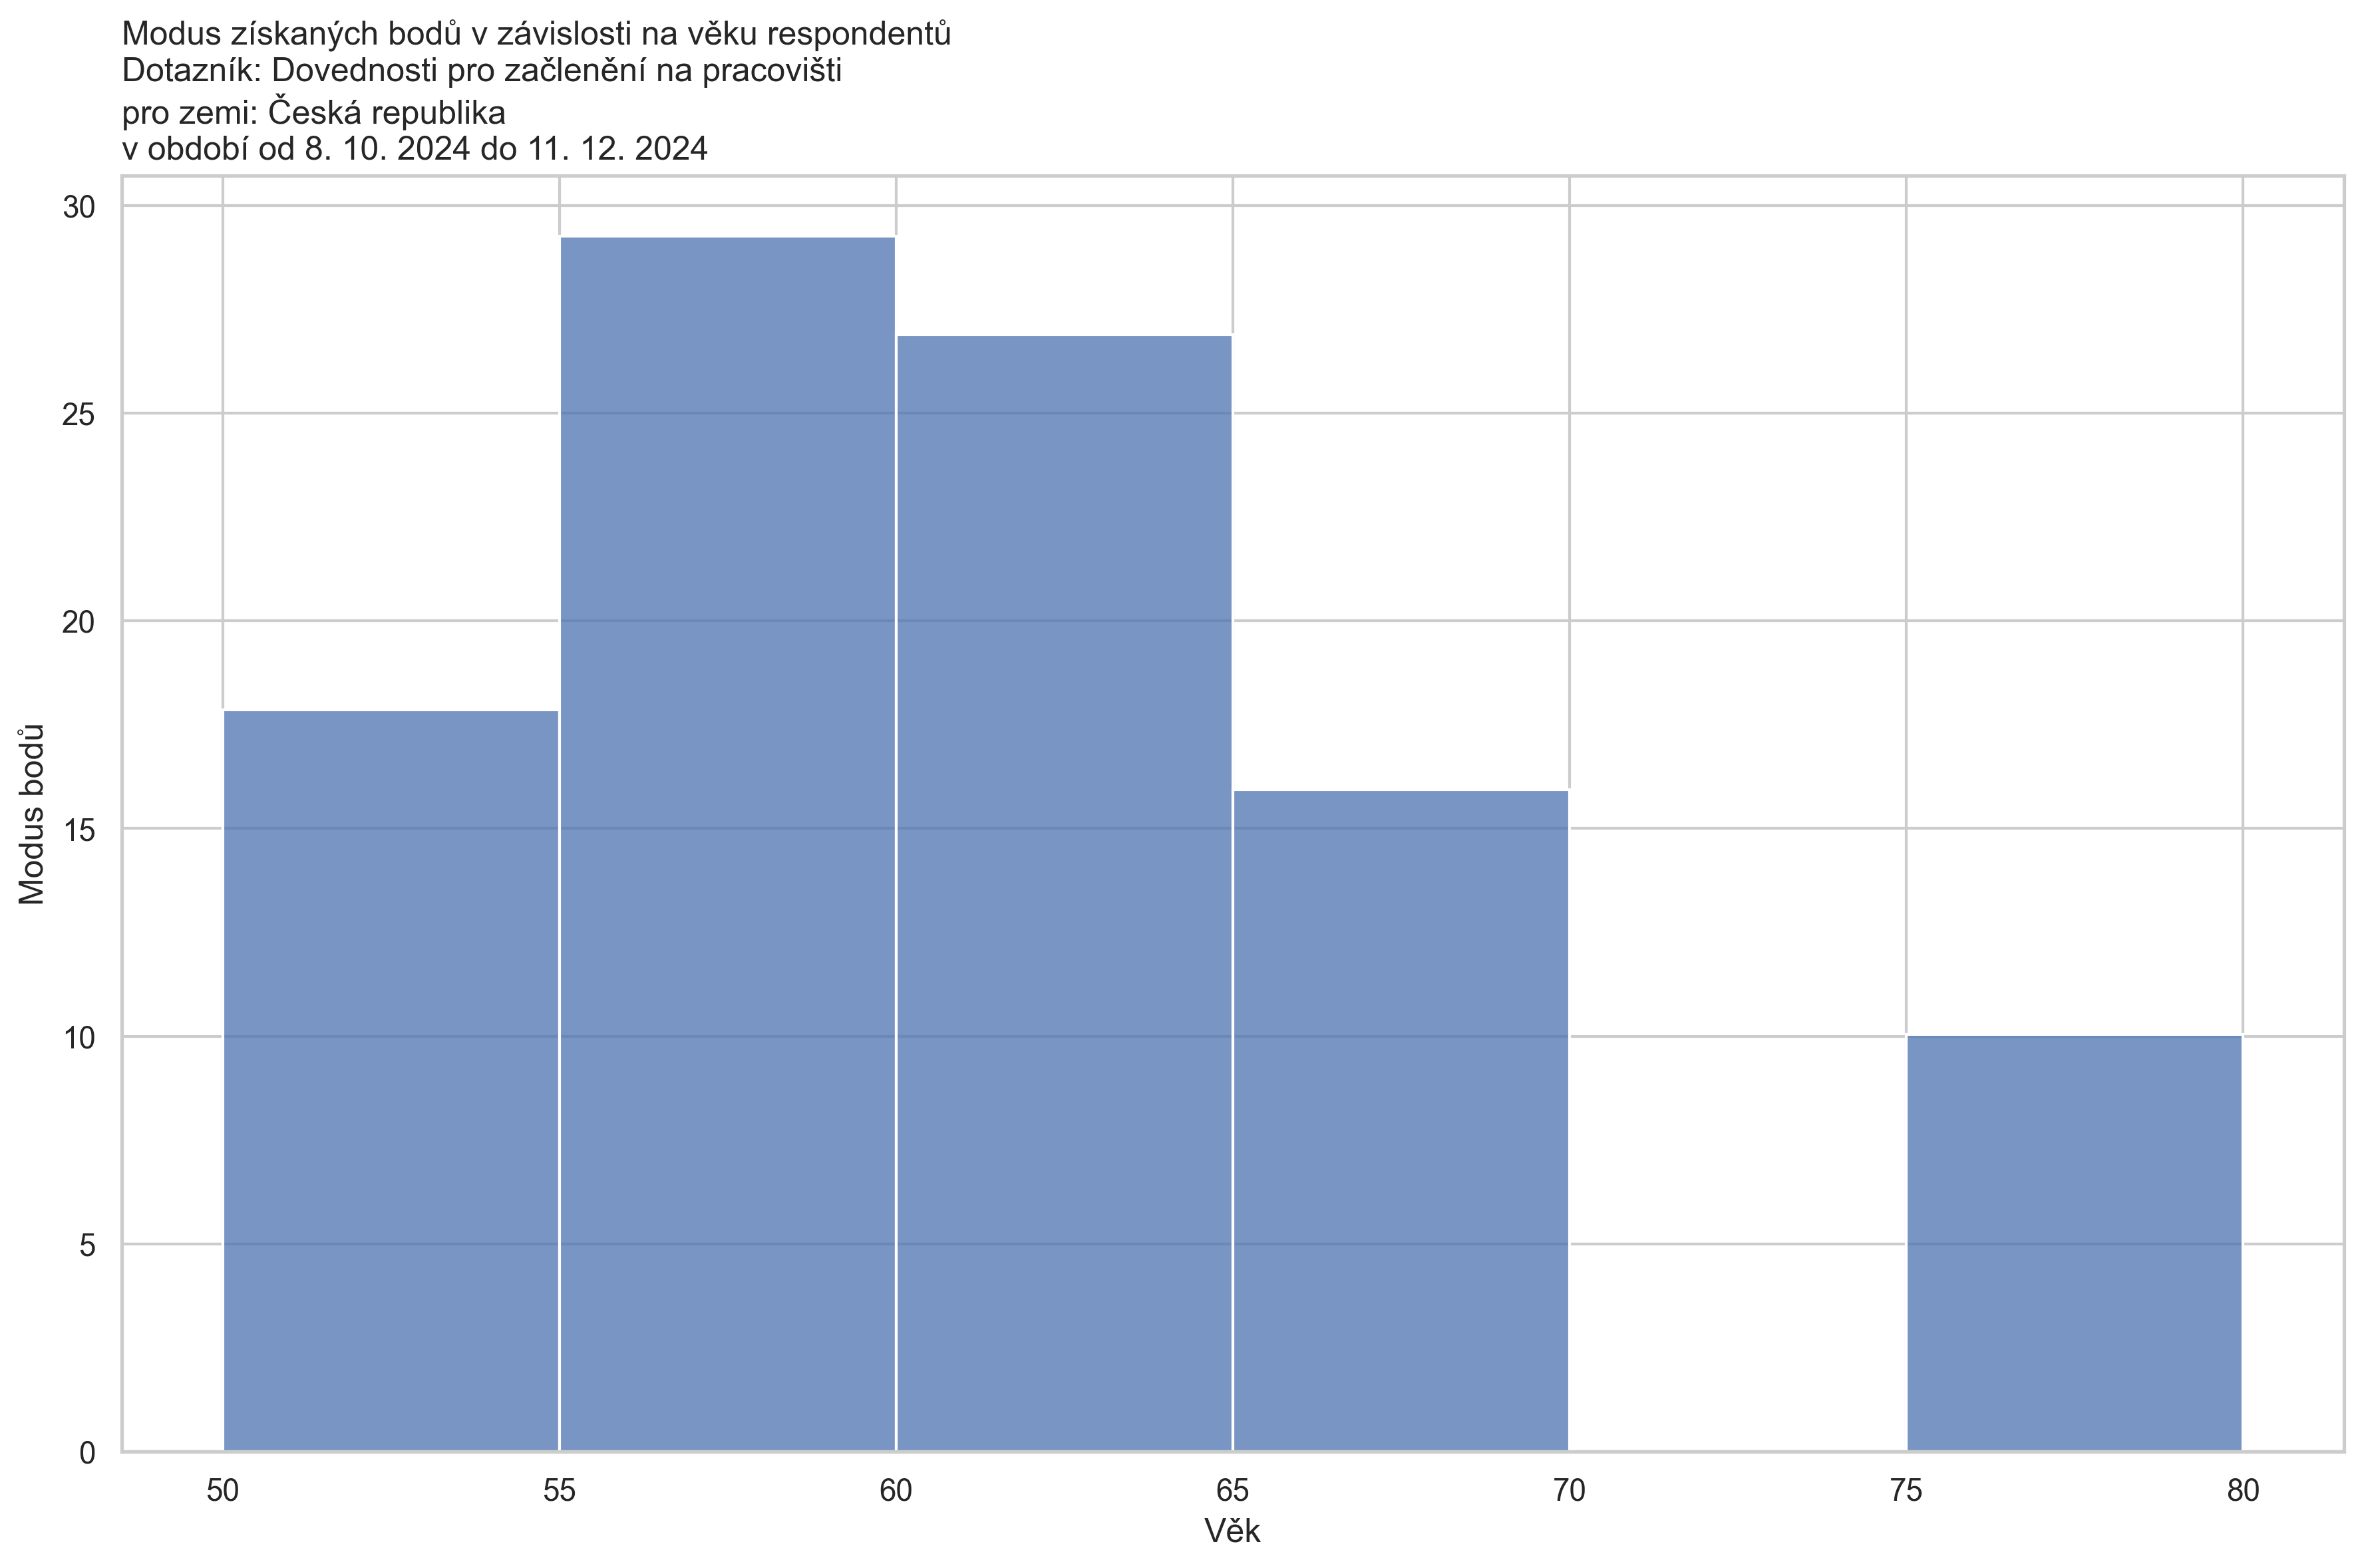 Modus získaných bodů v závislosti na věku respondentů
Dotazník: Dovednosti pro začlenění na pracovišti
pro zemi: Česká republika
v období od 8. 10. 2024 do 11. 12. 2024
30
25
20
15
10
5
0
Modus bodů
50 55 60 65 70 75 80
Věk